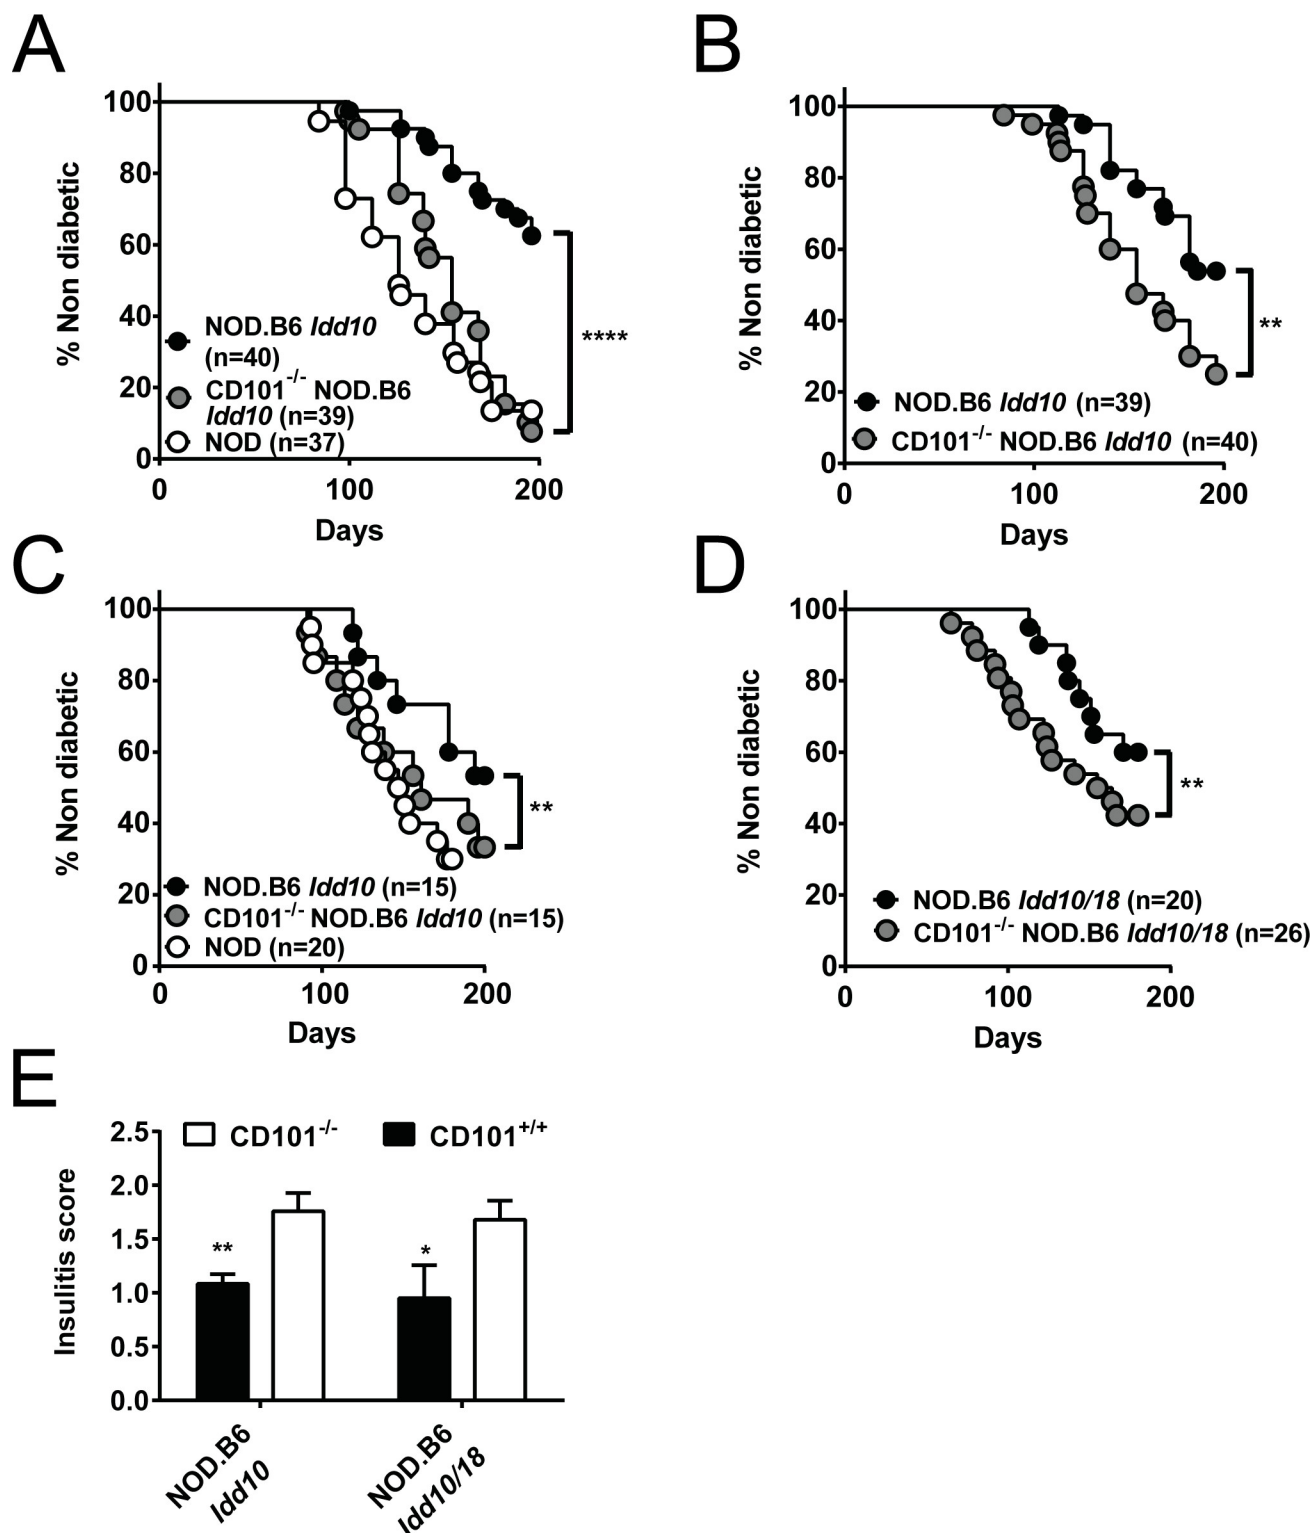 A
% Non diabetic
100
80
60
40
20
0
NOD.B6 Idd10
(n=40)
CD101-/- NOD.B6
Idd10 (n=39)
NOD (n=37)
****
0 100 200
Days
B
% Non diabetic
100
80
60
40
20
0
NOD.B6 Idd10 (n=39)
CD101-/- NOD.B6 Idd10 (n=40)
**
0 100 200
Days
C
% Non diabetic
100
80
60
40
20
0
NOD.B6 Idd10 (n=15)
CD101-/- NOD.B6 Idd10 (n=15)
NOD (n=20)
**
0 100 200
Days
D
% Non diabetic
100
80
60
40
20
0
NOD.B6 Idd10/18 (n=20)
CD101-/- NOD.B6 Idd10/18 (n=26)
**
0 100 200
Days
E
Insulitis score
2.5
2.0
1.5
1.0
0.5
0.0
CD101-/- CD101+/+
**
*
NOD.B6
Idd10
NOD.B6
Idd10/18